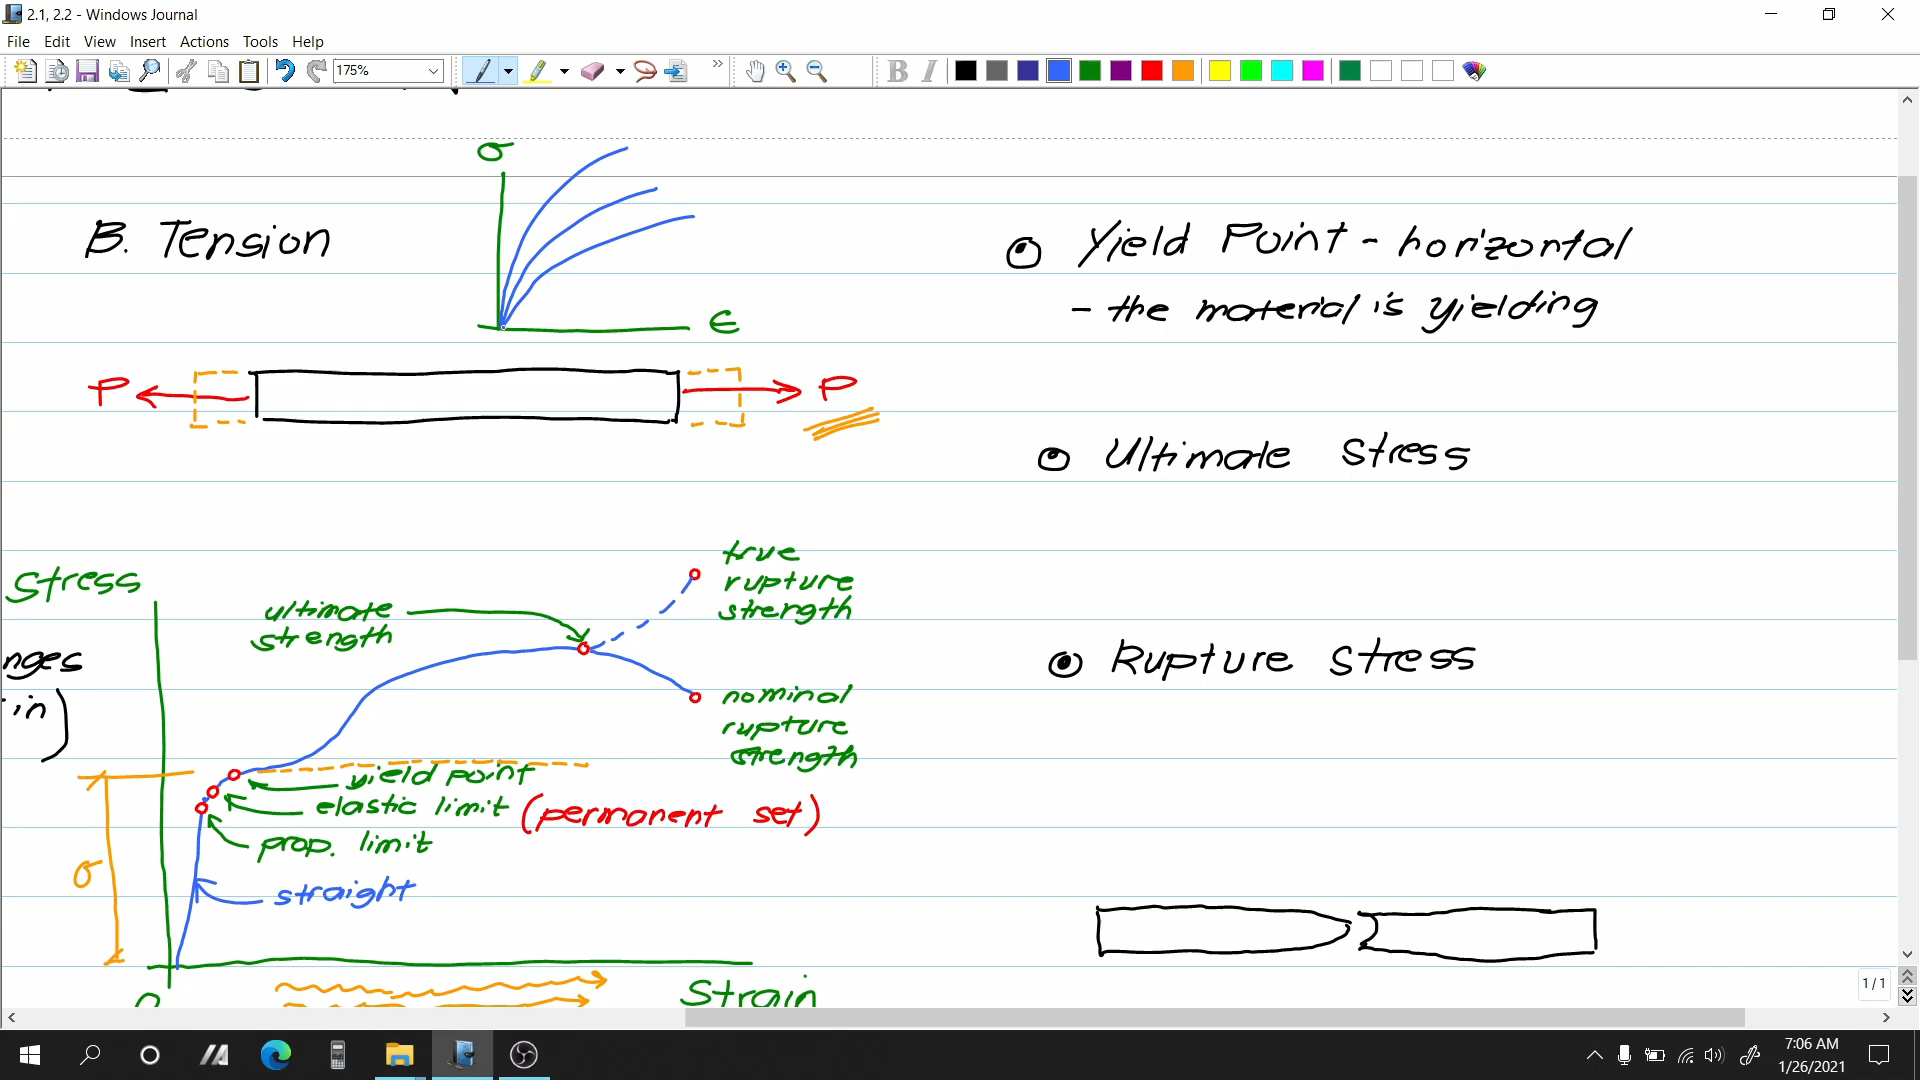 2.1, 2.2 - Windows Journal
File Edit View Insert Actions Tools Help
175%
B I
σ
B. Tension
ϵ
P
P
Yield Point - horizontal
- the material is yielding
Ultimate Stress
Rupture Stress
Stress
nges
in)
ultimate
strength
true
rupture
strength
nominal
rupture
strength
yield point
elastic limit (permanent set)
prop. limit
σ
straight
Strain
1 / 1
7:06 AM
1/26/2021